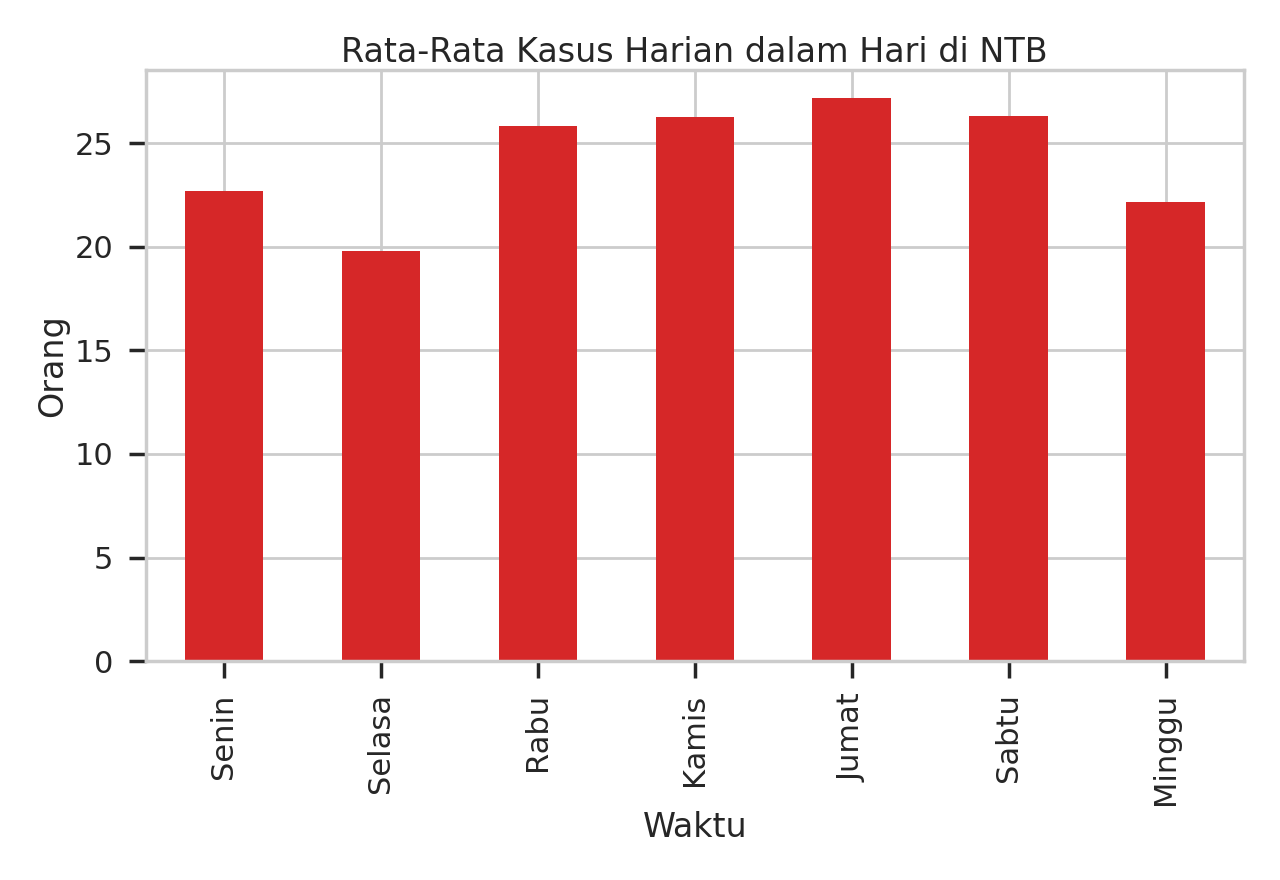 Rata-Rata Kasus Harian dalam Hari di NTB
25
20
15
10
5
0
Orang
Senin
Selasa
Rabu
Kamis
Jumat
Sabtu
Minggu
Waktu